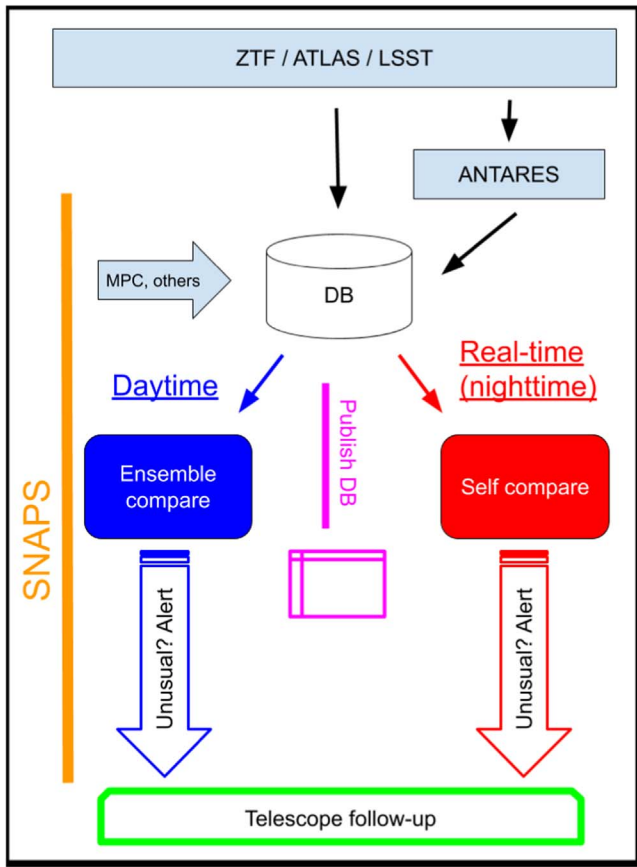 ZTF / ATLAS / LSST
ANTARES
MPC, others
DB
Daytime
Real-time
(nighttime)
Publish DB
Ensemble
compare
Self compare
SNAPS
Unusual? Alert
Unusual? Alert
Telescope follow-up